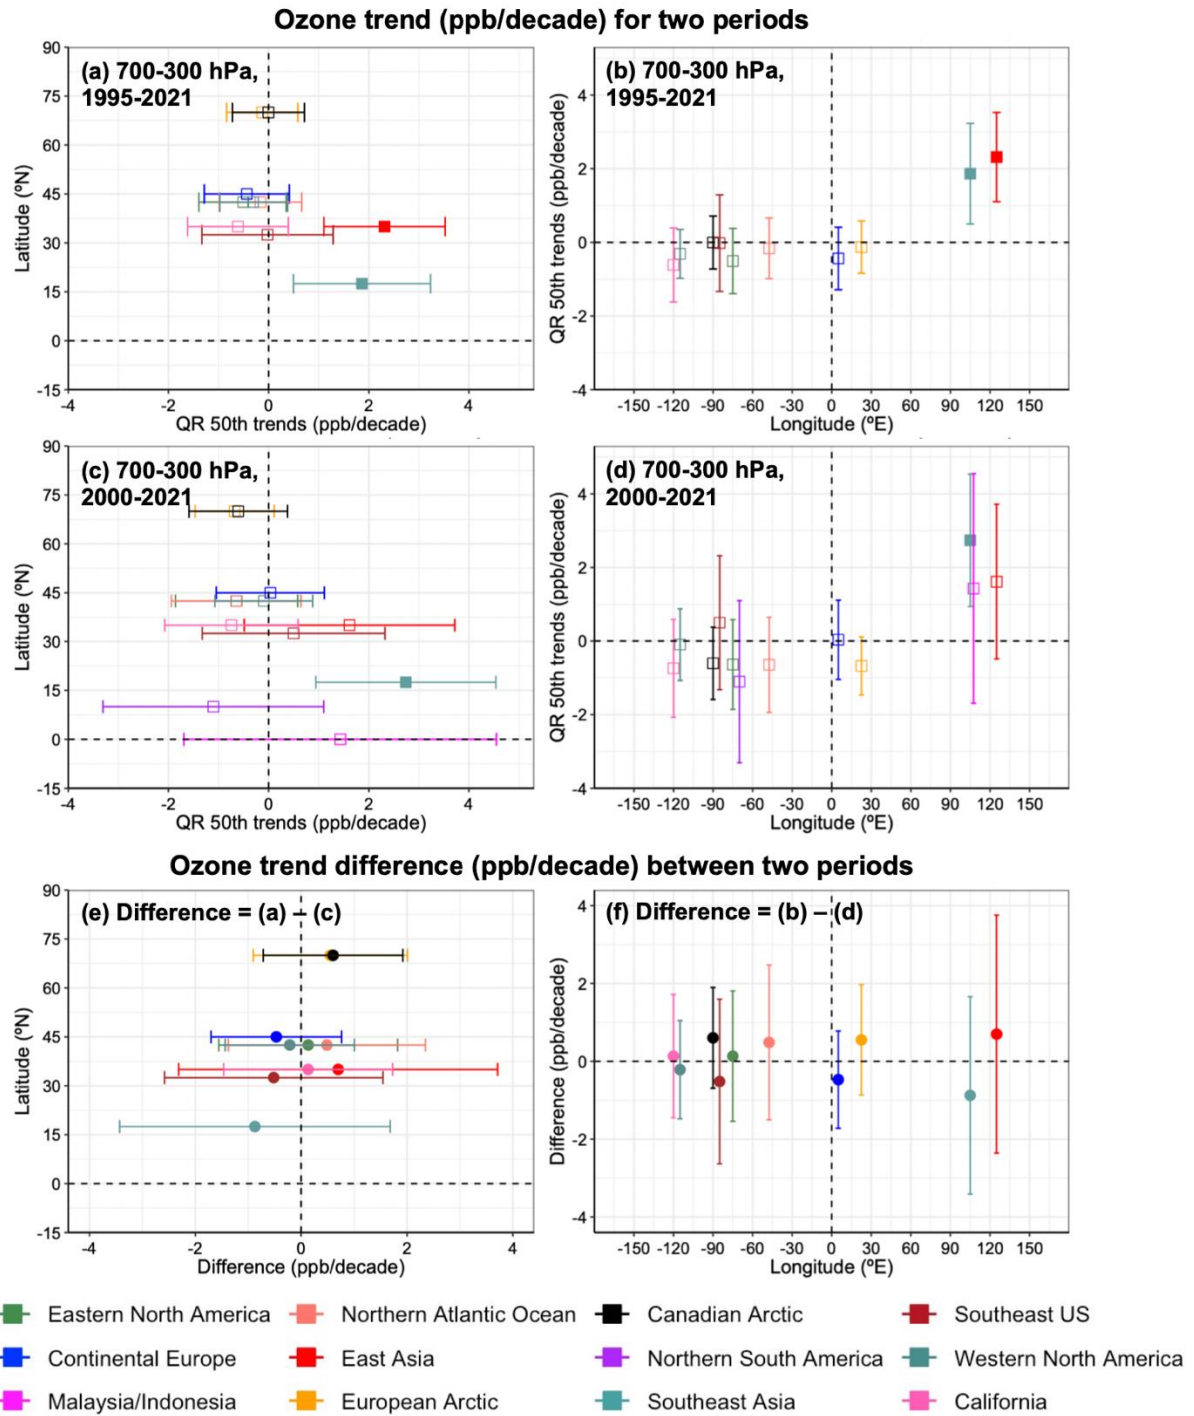 Ozone trend (ppb/decade) for two periods
(a) 700-300 hPa,
1995-2021
90
75
60
45
30
15
0
-15
Latitude (ºN)
-4 -2 0 2 4
QR 50th trends (ppb/decade)
(b) 700-300 hPa,
1995-2021
4
2
0
-2
-4
QR 50th trends (ppb/decade)
-150 -120 -90 -60 -30 0 30 60 90 120 150
Longitude (ºE)
(c) 700-300 hPa,
2000-2021
90
75
60
45
30
15
0
-15
Latitude (ºN)
-4 -2 0 2 4
QR 50th trends (ppb/decade)
(d) 700-300 hPa,
2000-2021
4
2
0
-2
-4
QR 50th trends (ppb/decade)
-150 -120 -90 -60 -30 0 30 60 90 120 150
Longitude (ºE)
Ozone trend difference (ppb/decade) between two periods
(e) Difference = (a) – (c)
90
75
60
45
30
15
0
-15
Latitude (ºN)
-4 -2 0 2 4
Difference (ppb/decade)
(f) Difference = (b) – (d)
4
2
0
-2
-4
Difference (ppb/decade)
-150 -120 -90 -60 -30 0 30 60 90 120 150
Longitude (ºE)
Eastern North America Northern Atlantic Ocean Canadian Arctic Southeast US
Continental Europe East Asia Northern South America Western North America
Malaysia/Indonesia European Arctic Southeast Asia California